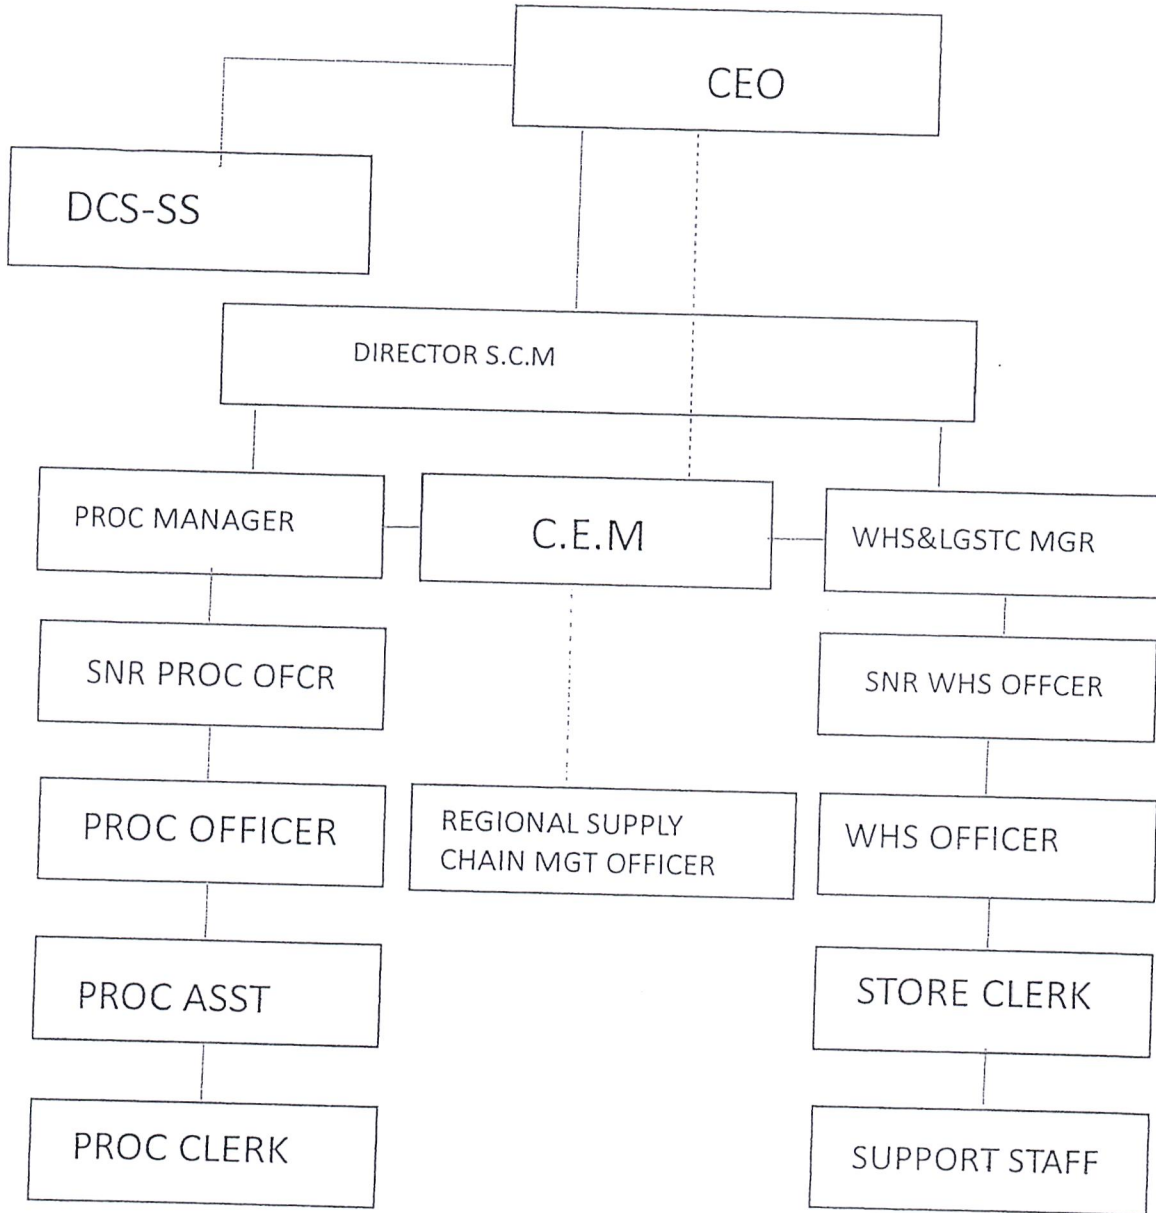 CEO
DCS-SS
DIRECTOR S.C.M
PROC MANAGER
C.E.M
WHS&LGSTC MGR
SNR PROC OFCR
SNR WHS OFFCER
PROC OFFICER
REGIONAL SUPPLY
CHAIN MGT OFFICER
WHS OFFICER
PROC ASST
STORE CLERK
PROC CLERK
SUPPORT STAFF